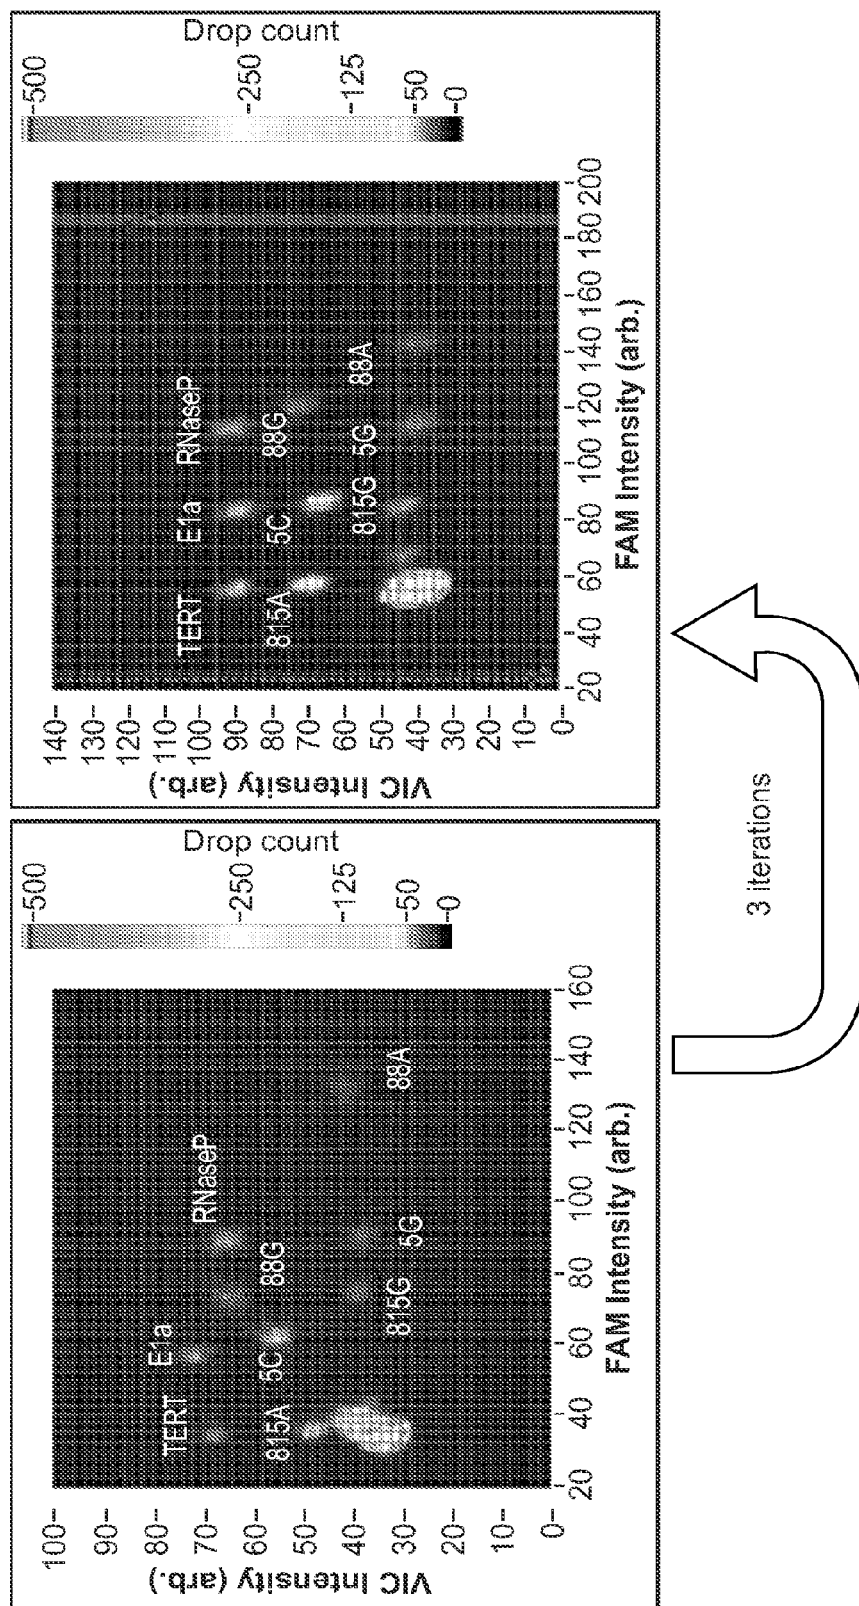 Drop count
-500
-250
-125
-50
-0
100-
90-
80-
70-
60-
50-
40-
30-
20-
10-
0-
VIC Intensity (arb.)
TERT
E1a
RNaseP
88G
815A
5C
815G
5G
88A
20 40 60 80 100 120 140 160
FAM Intensity (arb.)
3 iterations
Drop count
-500
-250
-125
-50
-0
140-
130-
120-
110-
100-
90-
80-
70-
60-
50-
40-
30-
20-
10-
0-
VIC Intensity (arb.)
TERT
E1a
RNaseP
815A
5C
88G
815G
5G
88A
20 40 60 80 100 120 140 160 180 200
FAM Intensity (arb.)